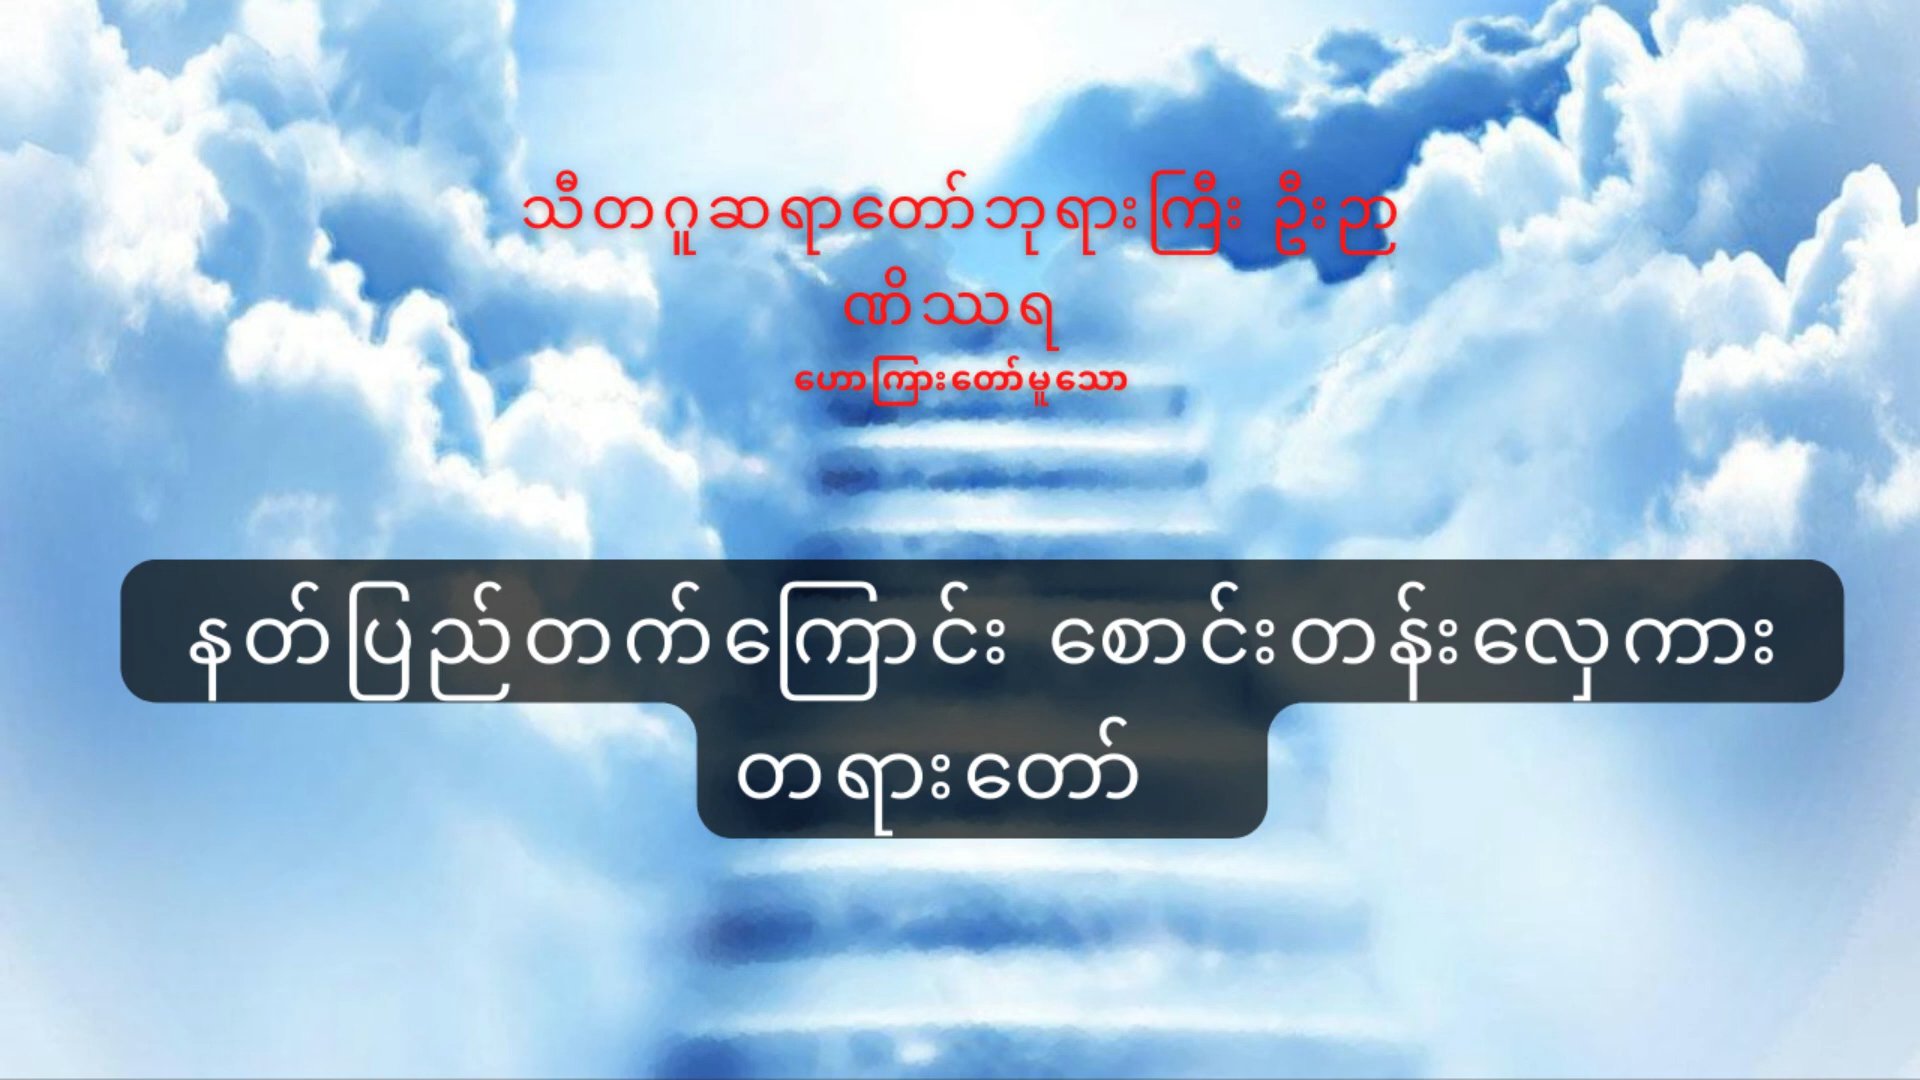 သီတဂူဆရာတော်ဘုရားကြီး ဦးဉာ
ဏိဿရ
ဟောကြားတော်မူသော
နတ်ပြည်တက်ကြောင်း စောင်းတန်းလှေကား
တရားတော်